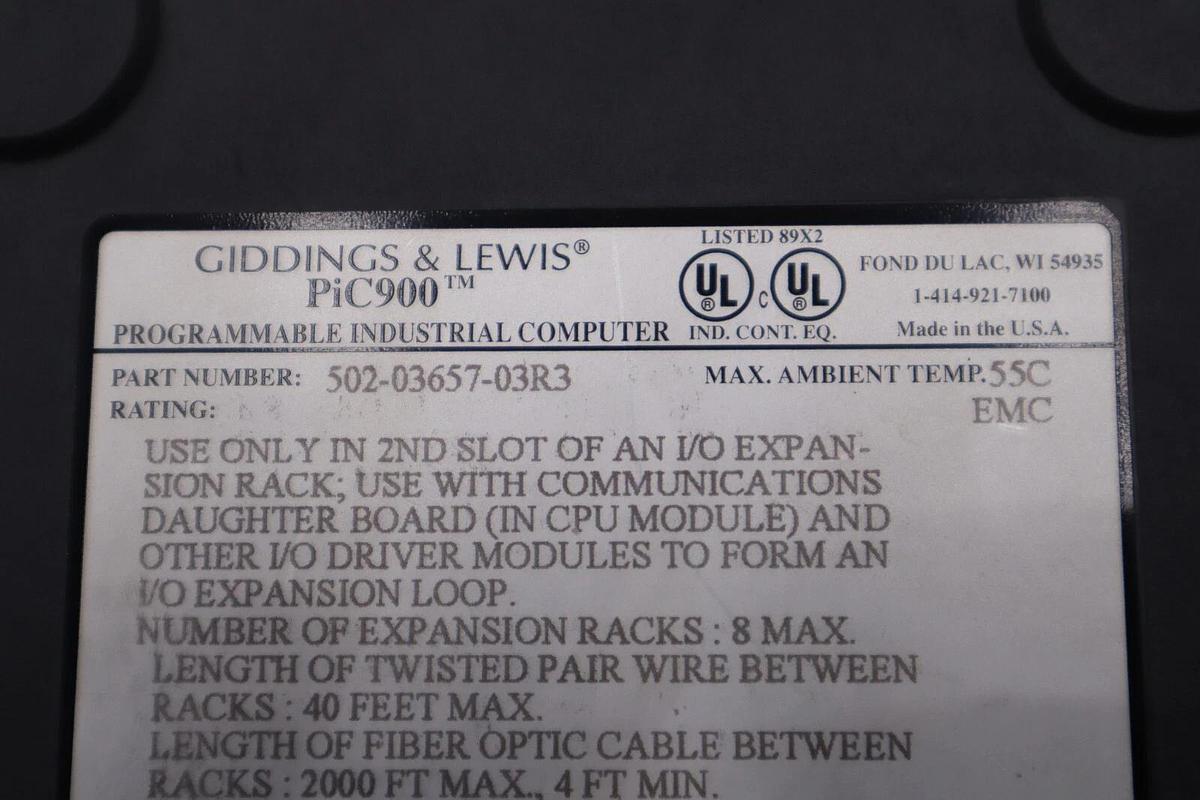 GIDDINGS & LEWIS®
PiC900™
PROGRAMMABLE INDUSTRIAL COMPUTER
LISTED 89X2
UL ® C UL ®
IND. CONT. EQ.
FOND DU LAC, WI 54935
1-414-921-7100
Made in the U.S.A.
PART NUMBER: 502-03657-03R3
MAX. AMBIENT TEMP. 55C
RATING:
EMC
USE ONLY IN 2ND SLOT OF AN I/O EXPAN-
SION RACK; USE WITH COMMUNICATIONS
DAUGHTER BOARD (IN CPU MODULE) AND
OTHER I/O DRIVER MODULES TO FORM AN
I/O EXPANSION LOOP.
NUMBER OF EXPANSION RACKS : 8 MAX.
LENGTH OF TWISTED PAIR WIRE BETWEEN
RACKS : 40 FEET MAX.
LENGTH OF FIBER OPTIC CABLE BETWEEN
RACKS : 2000 FT MAX., 4 FT MIN.